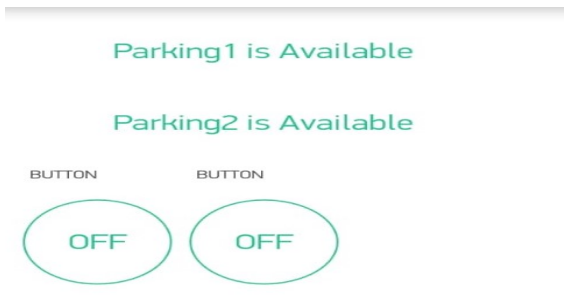 Parking1 is Available
Parking2 is Available
BUTTON BUTTON
OFF OFF